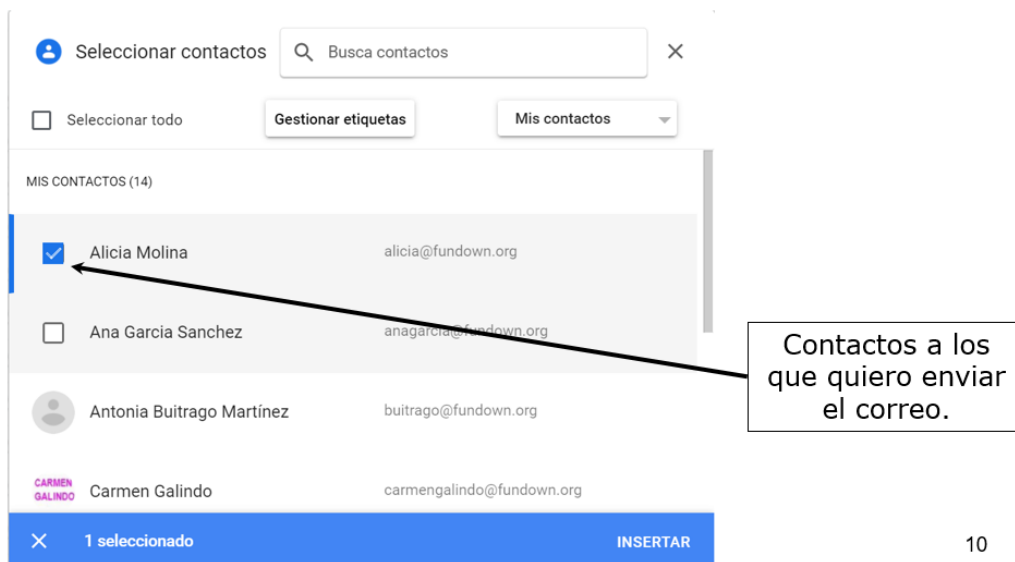 Seleccionar contactos
Busca contactos
Seleccionar todo
Gestionar etiquetas
Mis contactos
MIS CONTACTOS (14)
Alicia Molina alicia@fundown.org
Ana Garcia Sanchez anagarcia@fundown.org
Contactos a los
que quiero enviar
el correo.
Antonia Buitrago Martínez buitrago@fundown.org
CARMEN
GALINDO
Carmen Galindo carmengalindo@fundown.org
1 seleccionado
INSERTAR
10